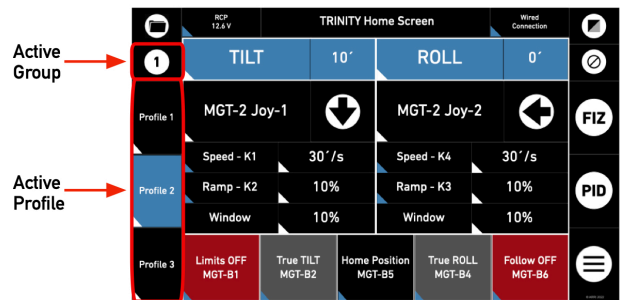 RCP
12.6 V
TRINITY Home Screen
Wired
Connection
Active
Group
1
TILT
10´
ROLL
0´
Profile 1
MGT-2 Joy-1
MGT-2 Joy-2
FIZ
Speed - K1
30´/s
Speed - K4
30´/s
Active
Profile
Profile 2
Ramp - K2
10%
Ramp - K3
10%
PID
Window
10%
Window
10%
Profile 3
Limits OFF
MGT-B1
True TILT
MGT-B2
Home Position
MGT-B5
True ROLL
MGT-B4
Follow OFF
MGT-B6